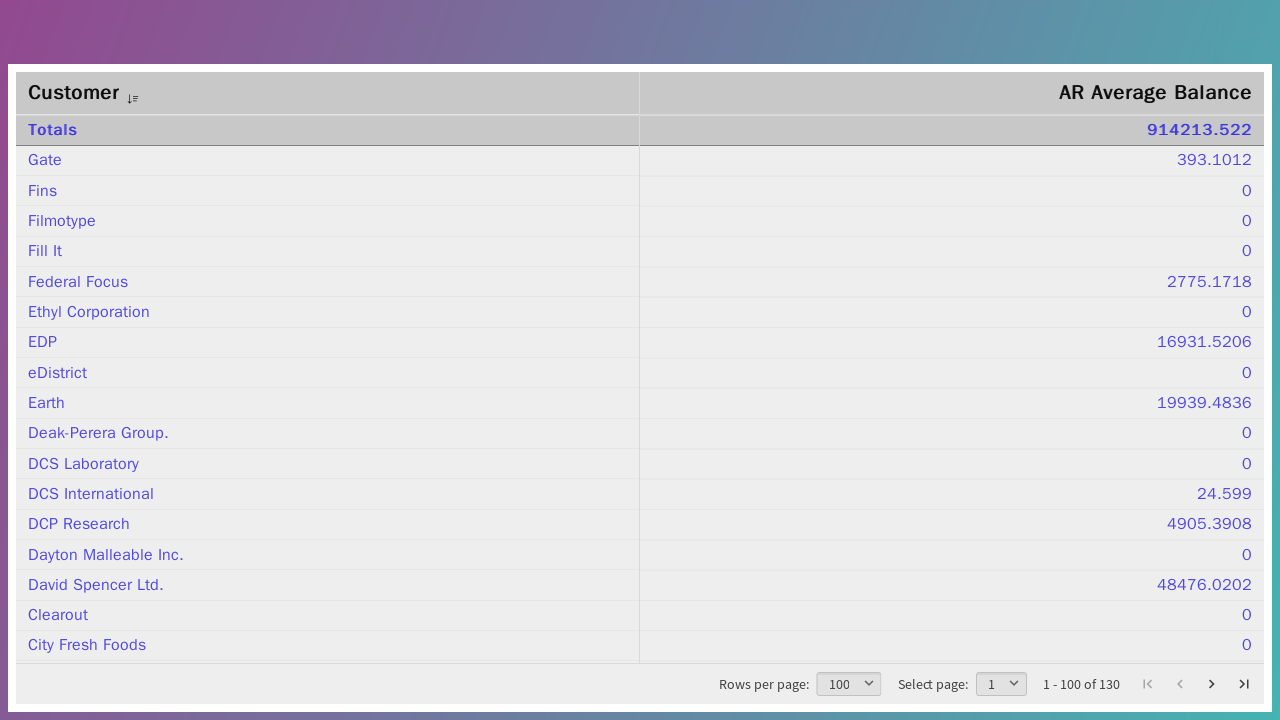 Customer AR Average Balance
Totals 914213.522
Gate 393.1012
Fins 0
Filmotype 0
Fill It 0
Federal Focus 2775.1718
Ethyl Corporation 0
EDP 16931.5206
eDistrict 0
Earth 19939.4836
Deak-Perera Group. 0
DCS Laboratory 0
DCS International 24.599
DCP Research 4905.3908
Dayton Malleable Inc. 0
David Spencer Ltd. 48476.0202
Clearout 0
City Fresh Foods 0
Rows per page: 100 Select page: 1 1 - 100 of 130